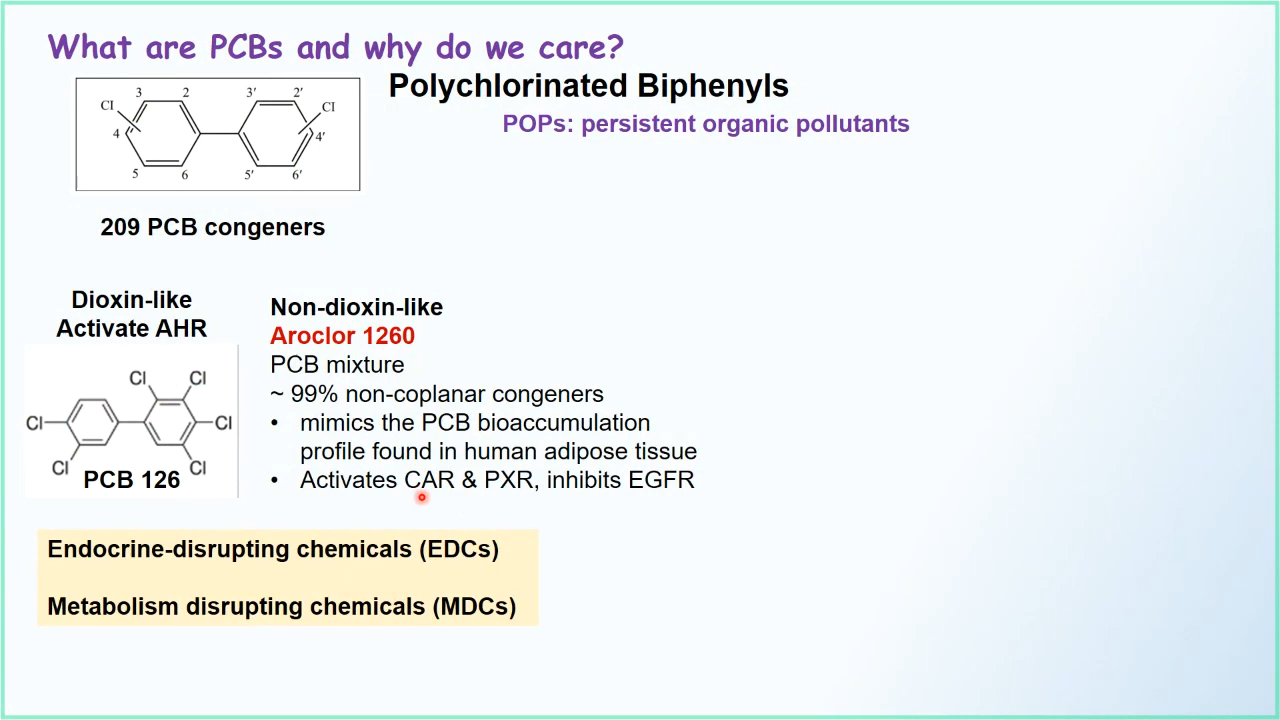 What are PCBs and why do we care?
Polychlorinated Biphenyls
POPs: persistent organic pollutants
Cl 3 2 3′ 2′ Cl
4 4′
5 6 5′ 6′
209 PCB congeners
Dioxin-like
Activate AHR
Cl Cl
Cl Cl
Cl Cl
PCB 126
Non-dioxin-like
Aroclor 1260
PCB mixture
~ 99% non-coplanar congeners
• mimics the PCB bioaccumulation
profile found in human adipose tissue
• Activates CAR & PXR, inhibits EGFR
Endocrine-disrupting chemicals (EDCs)
Metabolism disrupting chemicals (MDCs)